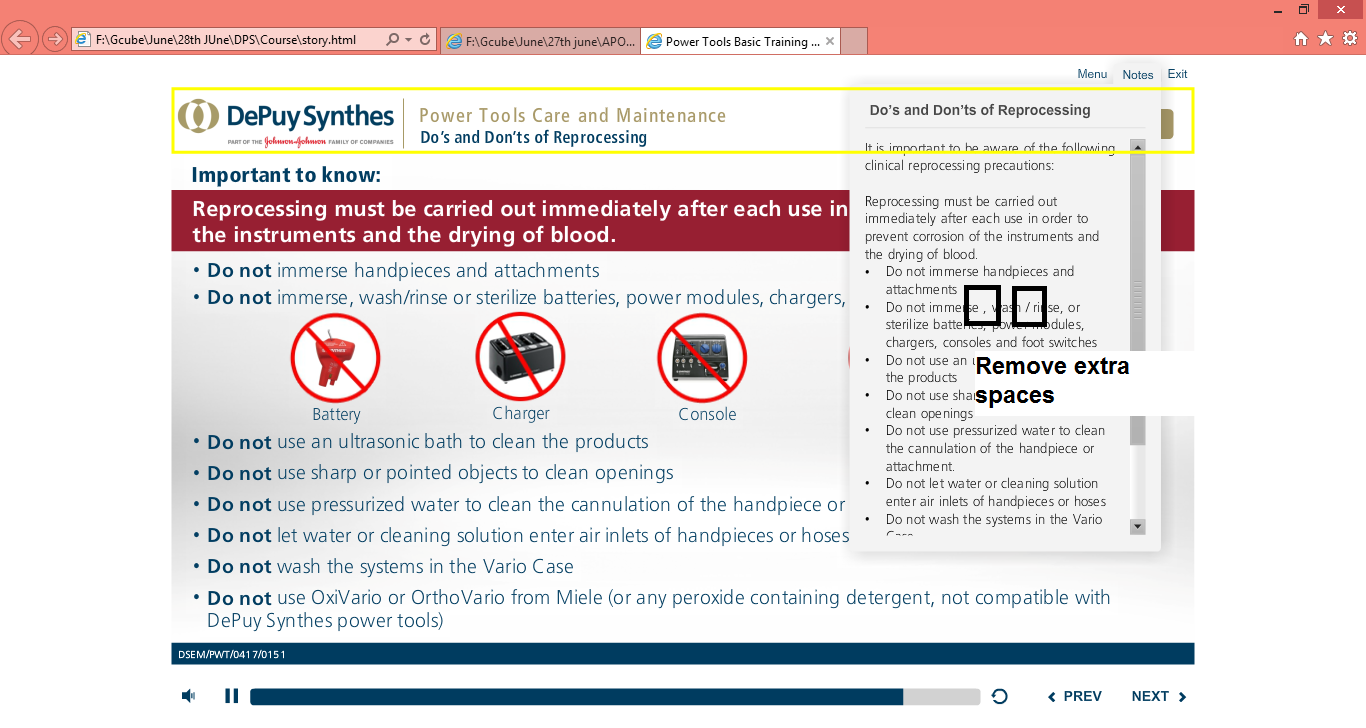 F:\Gcube\June\28th JUne\DPS\Course\story.html
F:\Gcube\June\27th june\APO...
Power Tools Basic Training ...
Menu
Notes
Exit
DePuy Synthes
PART OF THE Johnson & Johnson FAMILY OF COMPANIES
Power Tools Care and Maintenance
Do's and Don'ts of Reprocessing
Important to know:
Reprocessing must be carried out immediately after each use in
the instruments and the drying of blood.
• Do not immerse handpieces and attachments
• Do not immerse, wash/rinse or sterilize batteries, power modules, chargers,
Battery
Charger
Console
• Do not use an ultrasonic bath to clean the products
• Do not use sharp or pointed objects to clean openings
• Do not use pressurized water to clean the cannulation of the handpiece or
• Do not let water or cleaning solution enter air inlets of handpieces or hoses
• Do not wash the systems in the Vario Case
• Do not use OxiVario or OrthoVario from Miele (or any peroxide containing detergent, not compatible with
DePuy Synthes power tools)
Do's and Don'ts of Reprocessing
It is important to be aware of the following
clinical reprocessing precautions:
Reprocessing must be carried out
immediately after each use in order to
prevent corrosion of the instruments and
the drying of blood.
• Do not immerse handpieces and
attachments
• Do not immerse , wash / rinse, or
sterilize batteries, power modules,
chargers, consoles and foot switches
• Do not use an
the products
• Do not use
clean openings
• Do not use pressurized water to clean
the cannulation of the handpiece or
attachment.
• Do not let water or cleaning solution
enter air inlets of handpieces or hoses
• Do not wash the systems in the Vario
Case
Remove extra
spaces
DSEM/PWT/0417/0151
PREV
NEXT